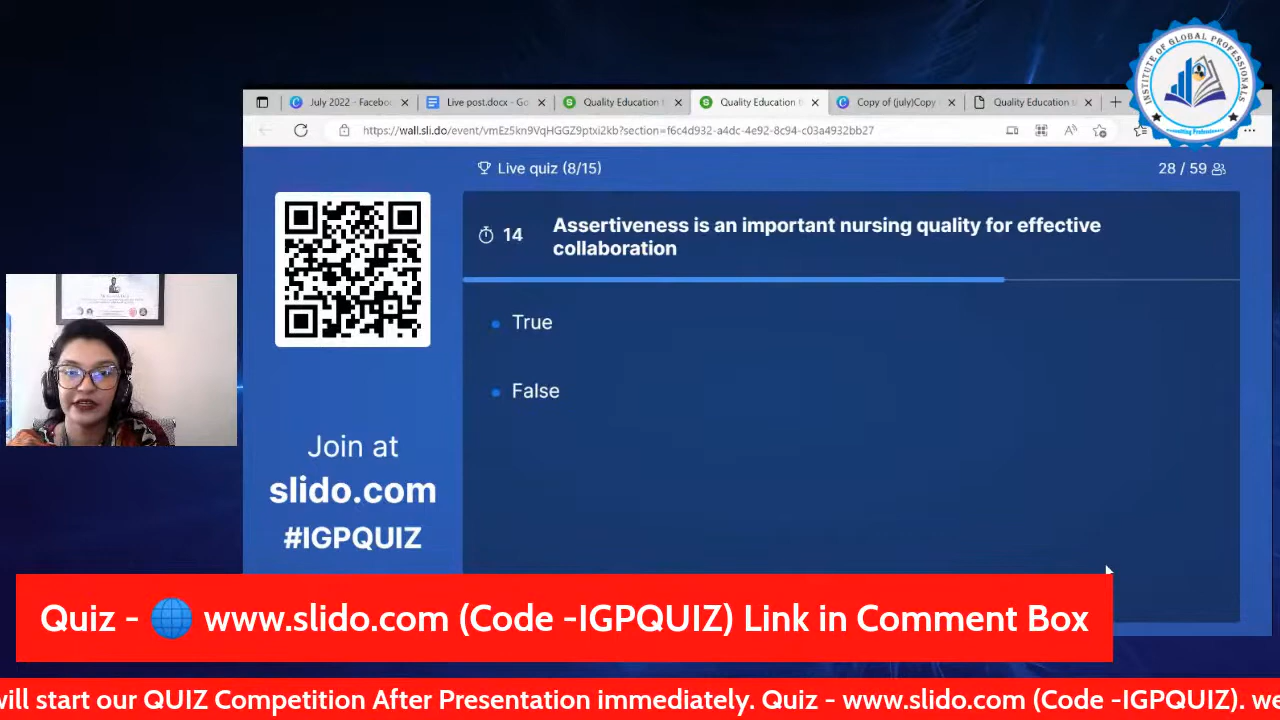 INSTITUTE OF GLOBAL PROFESSIONALS
July 2022 - Facebo
Live post.docx - Go
Quality Education
Quality Education
Copy of (july)Copy
Quality Education
https://wall.sli.do/event/vmEz5kn9VqHGGZ9ptxi2kb?section=f6c4d932-a4dc-4e92-8c94-c03a4932bb27
Live quiz (8/15)
28 / 59
14
Assertiveness is an important nursing quality for effective
collaboration
True
False
Join at
slido.com
#IGPQUIZ
Quiz - 🌐 www.slido.com (Code -IGPQUIZ) Link in Comment Box
will start our QUIZ Competition After Presentation immediately. Quiz - www.slido.com (Code -IGPQUIZ). we